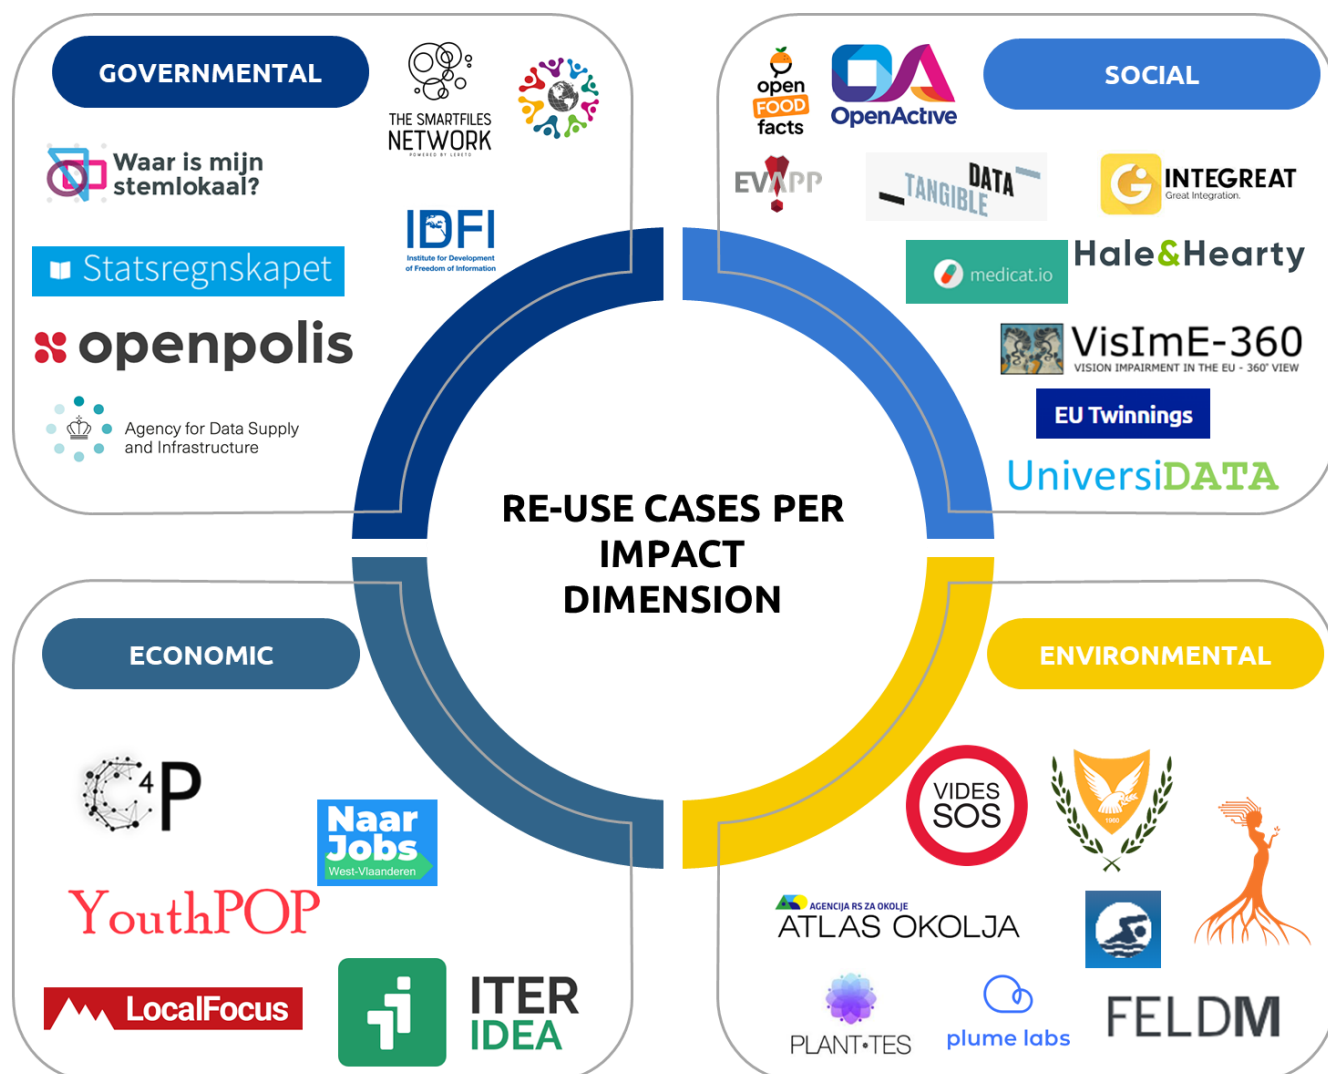 GOVERNMENTAL
THE SMARTFILES
NETWORK
POWERED BY LERETO
Waar is mijn
stemlokaal?
IDFI
Institute for Development
of Freedom of Information
Statsregnskapet
openpolis
Agency for Data Supply
and Infrastructure
SOCIAL
open
FOOD
facts
OpenActive
EVAPP
DATA
TANGIBLE
INTEGREAT
Great Integration.
medicat.io
Hale&Hearty
VisImE-360
VISION IMPAIRMENT IN THE EU - 360° VIEW
EU Twinnings
UniversiDATA
RE-USE CASES PER
IMPACT
DIMENSION
ECONOMIC
C4P
Naar
Jobs
West-Vlaanderen
YouthPOP
LocalFocus
ITER
IDEA
ENVIRONMENTAL
VIDES
SOS
1960
AGENCIJA RS ZA OKOLJE
ATLAS OKOLJA
PLANT•TES
plume labs
FELDM